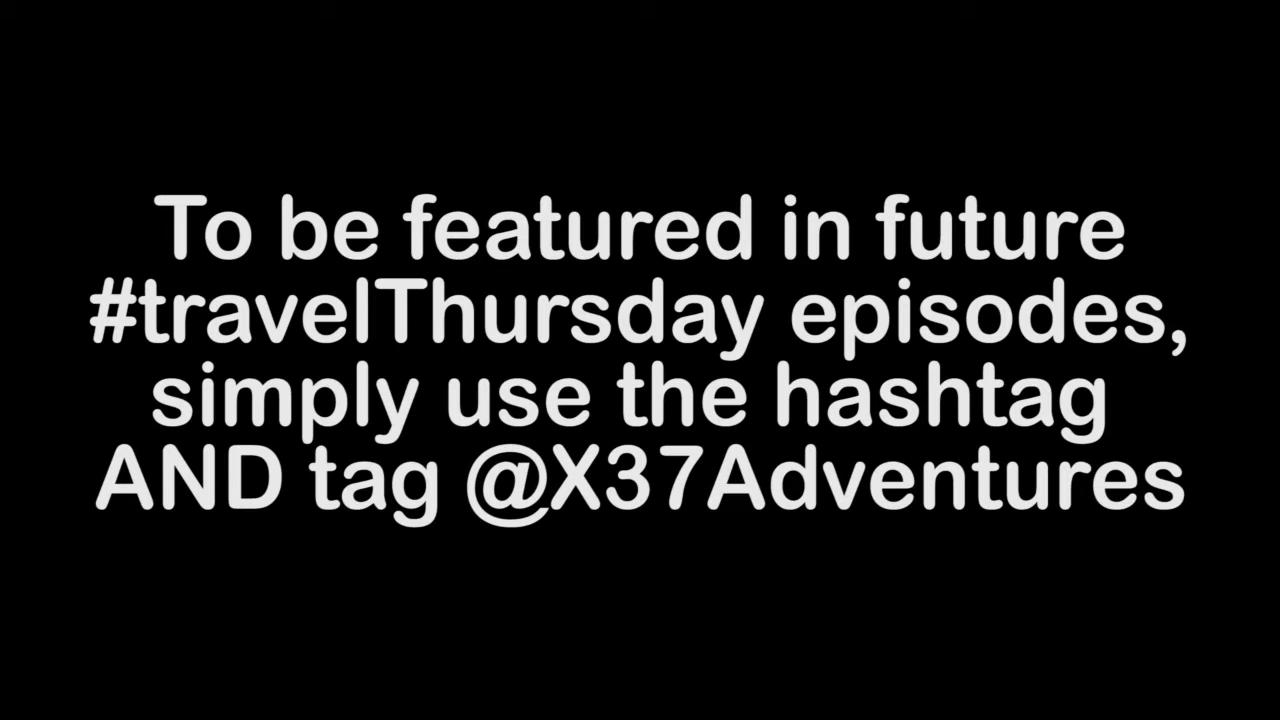 To be featured in future
#travelThursday episodes,
simply use the hashtag
AND tag @X37Adventures